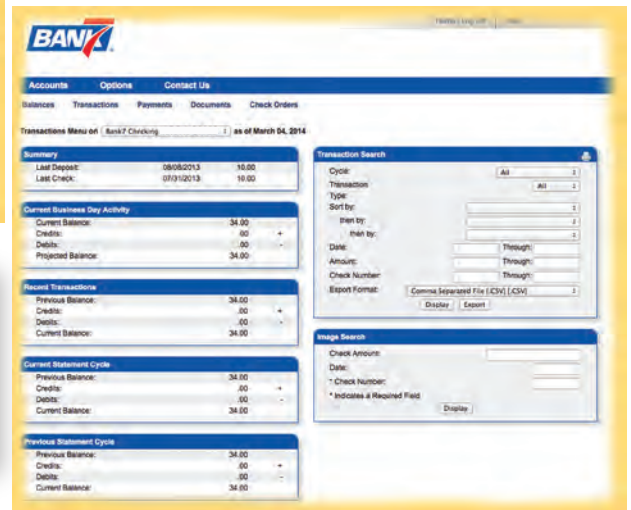 BANK7
Accounts Options Contact Us
Balances Transactions Payments Documents Check Orders
Transactions Menu on Bank7 Checking as of March 04, 2014
Summary
Last Deposit: 08/08/2013 10.00
Last Check: 07/31/2013 10.00
Current Business Day Activity
Current Balance: 34.00
Credits: .00 +
Debits: .00 -
Projected Balance: 34.00
Recent Transactions
Previous Balance: 34.00
Credits: .00 +
Debits: .00 -
Current Balance: 34.00
Current Statement Cycle
Previous Balance: 34.00
Credits: .00 +
Debits: .00 -
Current Balance: 34.00
Previous Statement Cycle
Previous Balance: 34.00
Credits: .00 +
Debits: .00 -
Current Balance: 34.00
Transaction Search
Cycle: All
Transaction All
Type:
Sort by:
then by:
then by:
Date: Through:
Amount: Through:
Check Number: Through:
Export Format: Comma Separated File (.CSV) [.CSV]
Display Export
Image Search
Check Amount:
Date:
* Check Number:
* Indicates a Required Field
Display